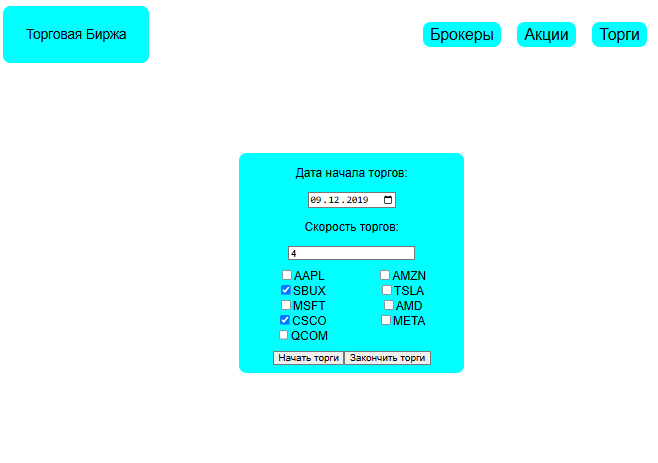 Торговая Биржа
Брокеры Акции Торги
Дата начала торгов:
09.12.2019
Скорость торгов:
4
AAPL AMZN
SBUX TSLA
MSFT AMD
CSCO META
QCOM
Начать торги Закончить торги